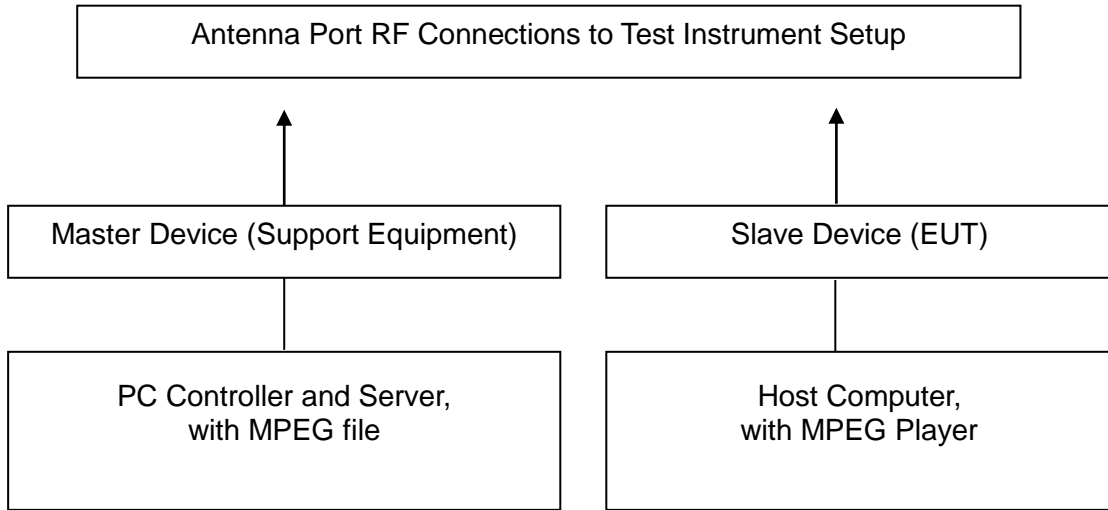 Antenna Port RF Connections to Test Instrument Setup
Master Device (Support Equipment)
Slave Device (EUT)
PC Controller and Server,
with MPEG file
Host Computer,
with MPEG Player